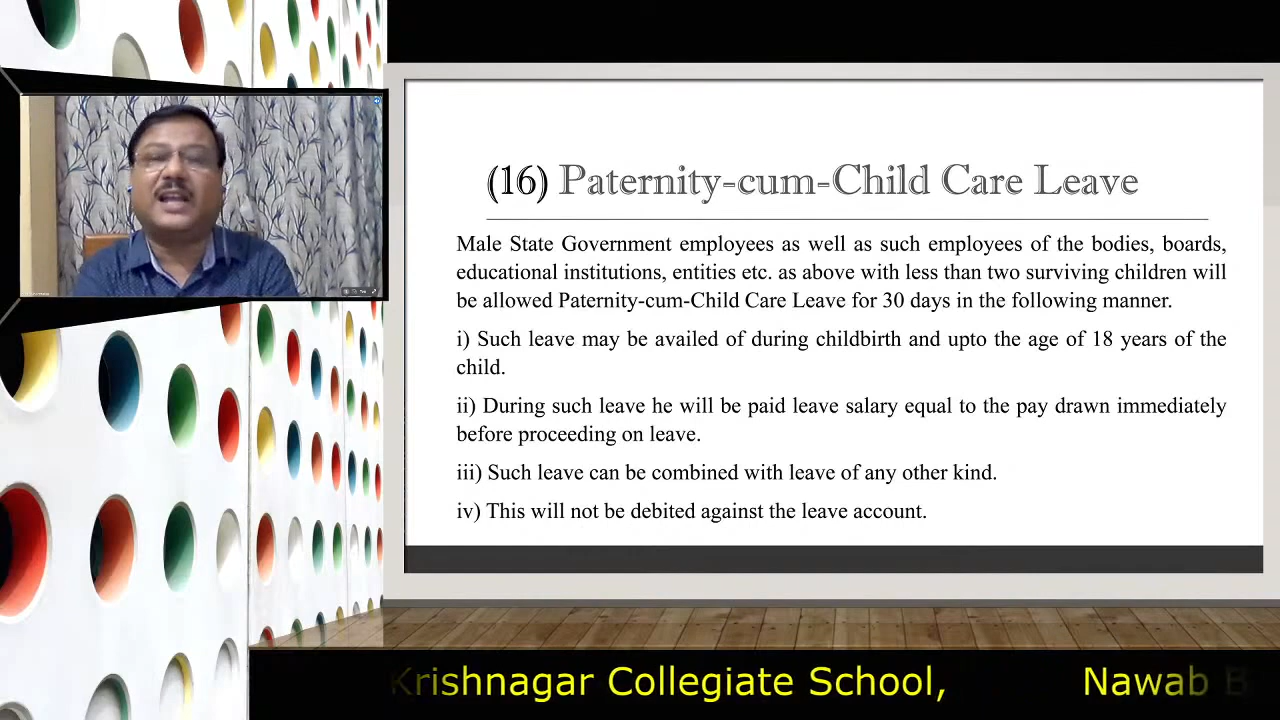 (16) Paternity-cum-Child Care Leave
Male State Government employees as well as such employees of the bodies, boards,
educational institutions, entities etc. as above with less than two surviving children will
be allowed Paternity-cum-Child Care Leave for 30 days in the following manner.
i) Such leave may be availed of during childbirth and upto the age of 18 years of the
child.
ii) During such leave he will be paid leave salary equal to the pay drawn immediately
before proceeding on leave.
iii) Such leave can be combined with leave of any other kind.
iv) This will not be debited against the leave account.
Krishnagar Collegiate School, Nawab B